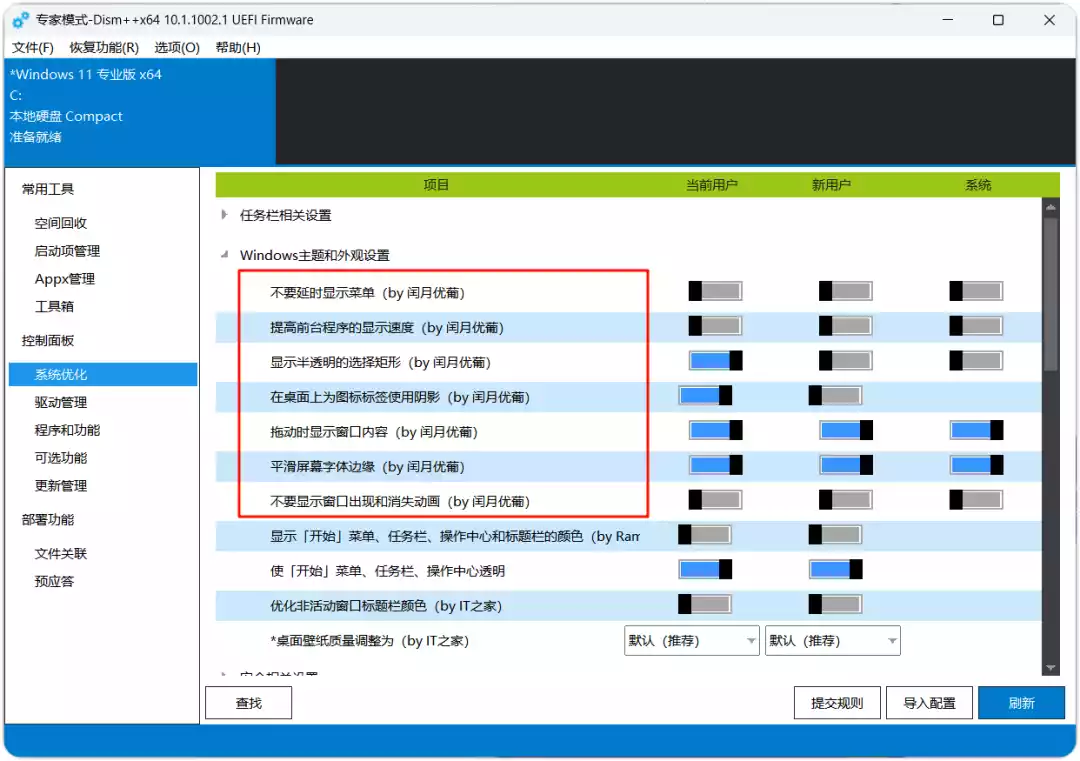 专家模式-Dism++x64 10.1.1002.1 UEFI Firmware
文件(F) 恢复功能(R) 选项(O) 帮助(H)
*Windows 11 专业版 x64
C:
本地硬盘 Compact
准备就绪
常用工具
空间回收
启动项管理
Appx管理
工具箱
控制面板
系统优化
驱动管理
程序和功能
可选功能
更新管理
部署功能
文件关联
预应答
项目 当前用户 新用户 系统
任务栏相关设置
Windows主题和外观设置
不要延时显示菜单（by 闰月优葡）
提高前台程序的显示速度（by 闰月优葡）
显示半透明的选择矩形（by 闰月优葡）
在桌面上为图标标签使用阴影（by 闰月优葡）
拖动时显示窗口内容（by 闰月优葡）
平滑屏幕字体边缘（by 闰月优葡）
不要显示窗口出现和消失动画（by 闰月优葡）
显示「开始」菜单、任务栏、操作中心和标题栏的颜色（by Ram
使「开始」菜单、任务栏、操作中心透明
优化非活动窗口标题栏颜色（by IT之家）
*桌面壁纸质量调整为（by IT之家） 默认（推荐） 默认（推荐）
安全相关设置
查找 提交规则 导入配置 刷新